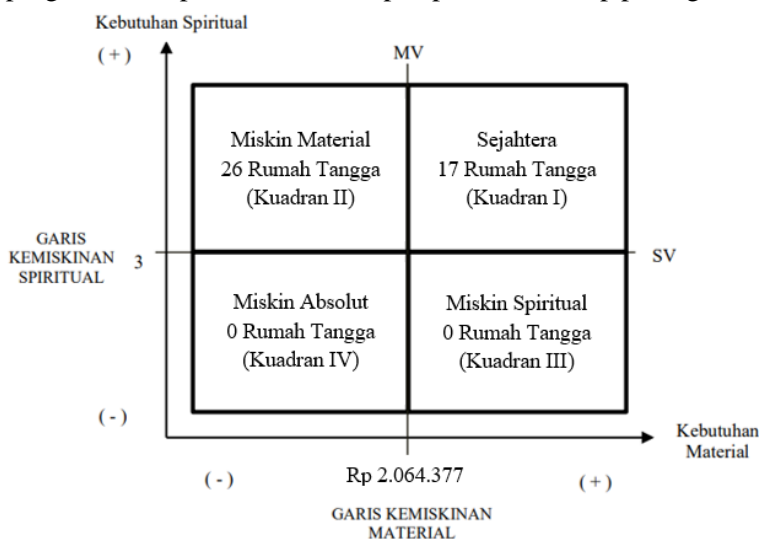 Kebutuhan Spiritual
(+)
MV
Miskin Material
26 Rumah Tangga
(Kuadran II)
Sejahtera
17 Rumah Tangga
(Kuadran I)
GARIS
KEMISKINAN
SPIRITUAL
3
SV
Miskin Absolut
0 Rumah Tangga
(Kuadran IV)
Miskin Spiritual
0 Rumah Tangga
(Kuadran III)
(-)
Kebutuhan
Material
(-)
Rp 2.064.377
(+)
GARIS KEMISKINAN
MATERIAL